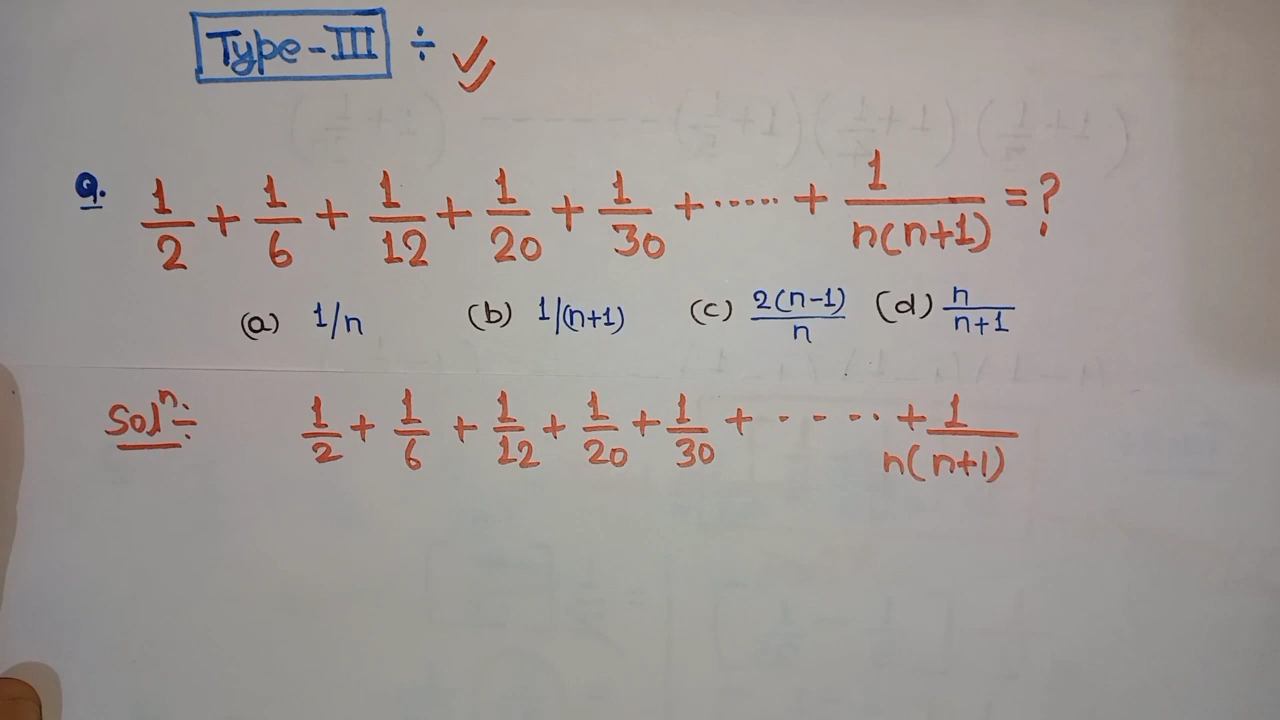 Type-III ÷
Q. 1/2 + 1/6 + 1/12 + 1/20 + 1/30 + ...... + 1/n(n+1) = ?
(a) 1/n (b) 1/(n+1) (c) 2(n-1)/n (d) n/n+1
Solⁿ:- 1/2 + 1/6 + 1/12 + 1/20 + 1/30 + - - - - + 1/n(n+1)